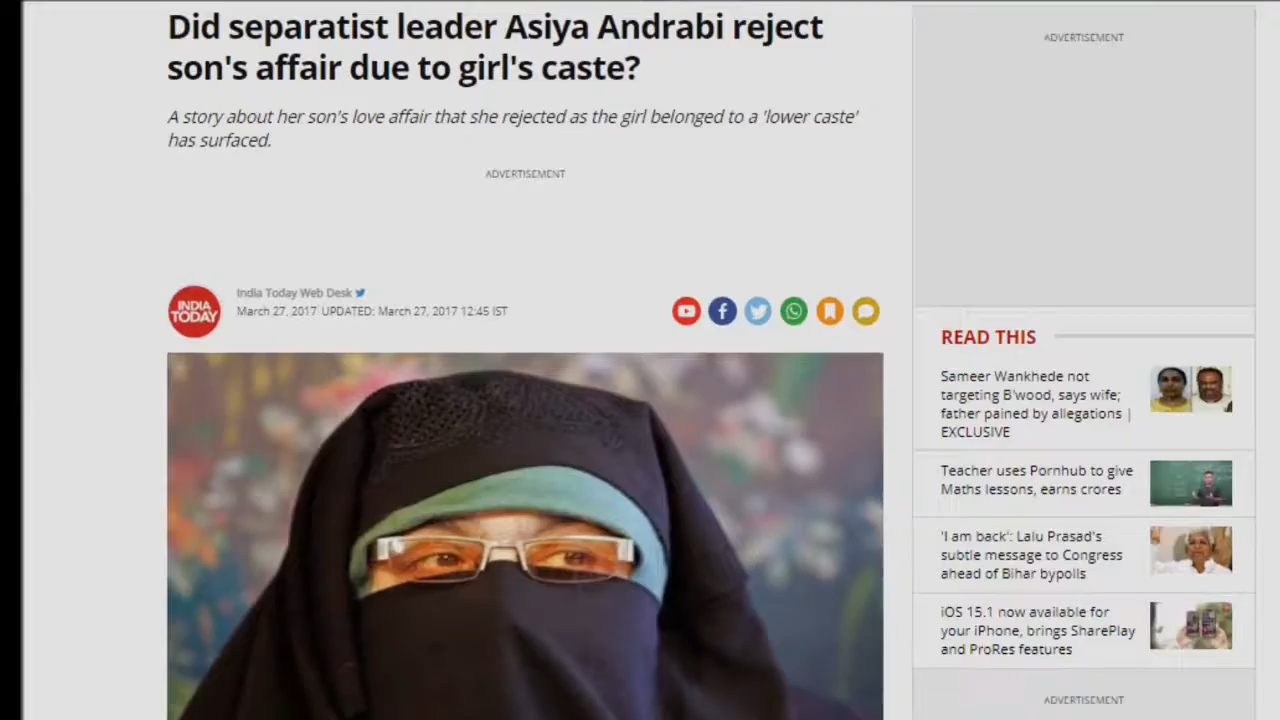 Did separatist leader Asiya Andrabi reject
son's affair due to girl's caste?
A story about her son's love affair that she rejected as the girl belonged to a 'lower caste'
has surfaced.
ADVERTISEMENT
INDIA
TODAY
India Today Web Desk
March 27, 2017 UPDATED: March 27, 2017 12:45 IST
ADVERTISEMENT
READ THIS
Sameer Wankhede not
targeting B'wood, says wife;
father pained by allegations |
EXCLUSIVE
Teacher uses Pornhub to give
Maths lessons, earns crores
'I am back': Lalu Prasad's
subtle message to Congress
ahead of Bihar bypolls
iOS 15.1 now available for
your iPhone, brings SharePlay
and ProRes features
ADVERTISEMENT